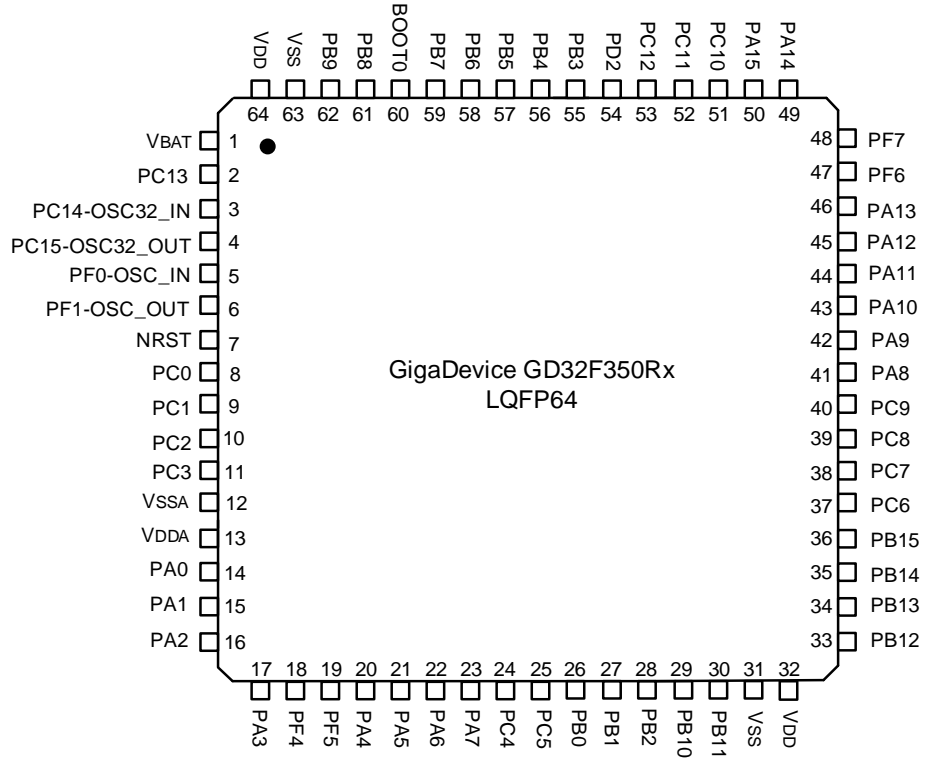 VDD
VSS
PB9
PB8
BOOT0
PB7
PB6
PB5
PB4
PB3
PD2
PC12
PC11
PC10
PA15
PA14
64 63 62 61 60 59 58 57 56 55 54 53 52 51 50 49
VBAT 1
PC13 2
PC14-OSC32_IN 3
PC15-OSC32_OUT 4
PF0-OSC_IN 5
PF1-OSC_OUT 6
NRST 7
PC0 8
PC1 9
PC2 10
PC3 11
VSSA 12
VDDA 13
PA0 14
PA1 15
PA2 16
GigaDevice GD32F350Rx
LQFP64
48 PF7
47 PF6
46 PA13
45 PA12
44 PA11
43 PA10
42 PA9
41 PA8
40 PC9
39 PC8
38 PC7
37 PC6
36 PB15
35 PB14
34 PB13
33 PB12
17 18 19 20 21 22 23 24 25 26 27 28 29 30 31 32
PA3
PF4
PF5
PA4
PA5
PA6
PA7
PC4
PC5
PB0
PB1
PB2
PB10
PB11
VSS
VDD